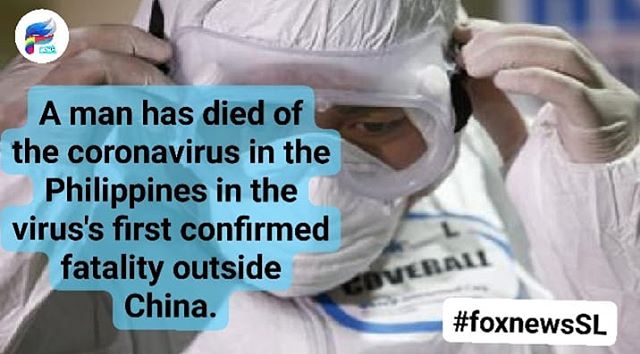 A man has died of
the coronavirus in the
Philippines in the
virus's first confirmed
fatality outside
China.
L
COVERALL
#foxnewsSL